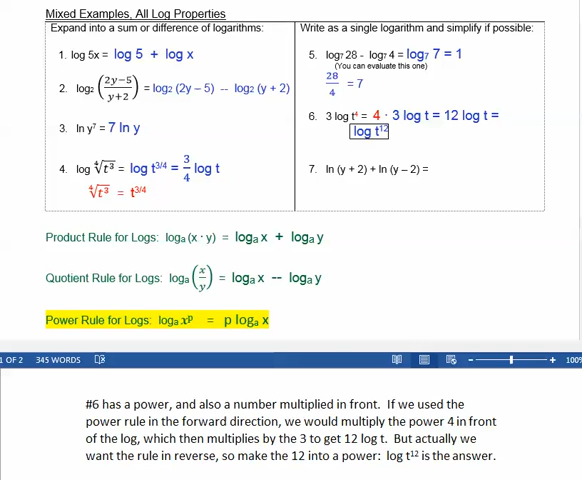 Mixed Examples, All Log Properties
Expand into a sum or difference of logarithms:
1. log 5x = log 5 + log x
2. log₂ ((2y−5)/(y+2)) = log₂ (2y – 5) -- log₂ (y + 2)
3. ln y⁷ = 7 ln y
4. log ∜t³ = log t^3/4 = 3/4 log t
∜t³ = t^3/4
Write as a single logarithm and simplify if possible:
5. log₇ 28 - log₇ 4 = log₇ 7 = 1
(You can evaluate this one)
28/4 = 7
6. 3 log t⁴ = 4 · 3 log t = 12 log t =
log t¹²
7. ln (y + 2) + ln (y – 2) =
Product Rule for Logs: logₐ (x · y) = logₐ x + logₐ y
Quotient Rule for Logs: logₐ (x/y) = logₐ x -- logₐ y
Power Rule for Logs: logₐ xᵖ = p logₐ x
1 OF 2 345 WORDS 100%
#6 has a power, and also a number multiplied in front. If we used the
power rule in the forward direction, we would multiply the power 4 in front
of the log, which then multiplies by the 3 to get 12 log t. But actually we
want the rule in reverse, so make the 12 into a power: log t¹² is the answer.